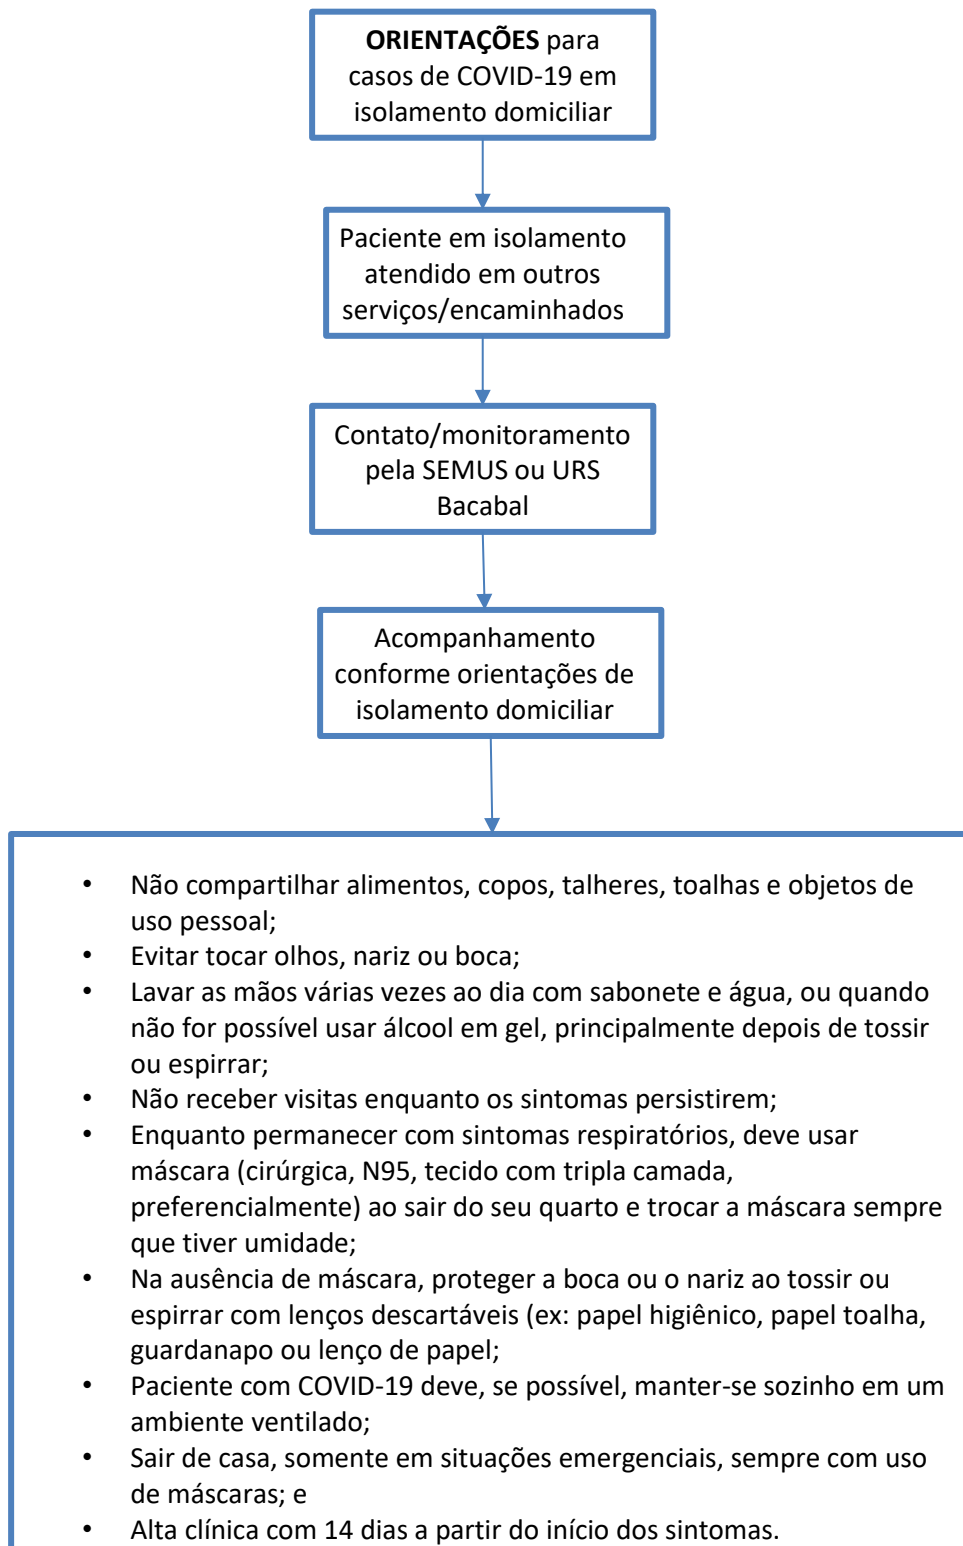 ORIENTAÇÕES para
casos de COVID-19 em
isolamento domiciliar
Paciente em isolamento
atendido em outros
serviços/encaminhados
Contato/monitoramento
pela SEMUS ou URS
Bacabal
Acompanhamento
conforme orientações de
isolamento domiciliar
• Não compartilhar alimentos, copos, talheres, toalhas e objetos de
uso pessoal;
• Evitar tocar olhos, nariz ou boca;
• Lavar as mãos várias vezes ao dia com sabonete e água, ou quando
não for possível usar álcool em gel, principalmente depois de tossir
ou espirrar;
• Não receber visitas enquanto os sintomas persistirem;
• Enquanto permanecer com sintomas respiratórios, deve usar
máscara (cirúrgica, N95, tecido com tripla camada,
preferencialmente) ao sair do seu quarto e trocar a máscara sempre
que tiver umidade;
• Na ausência de máscara, proteger a boca ou o nariz ao tossir ou
espirrar com lenços descartáveis (ex: papel higiênico, papel toalha,
guardanapo ou lenço de papel;
• Paciente com COVID-19 deve, se possível, manter-se sozinho em um
ambiente ventilado;
• Sair de casa, somente em situações emergenciais, sempre com uso
de máscaras; e
• Alta clínica com 14 dias a partir do início dos sintomas.